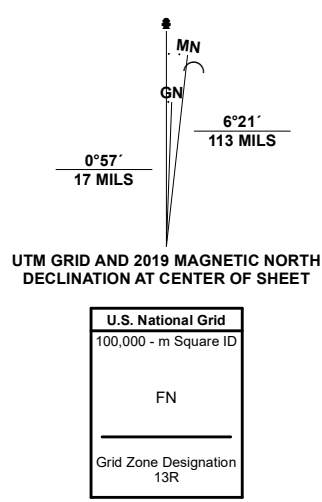 MN
GN
6°21´
113 MILS
0°57´
17 MILS
UTM GRID AND 2019 MAGNETIC NORTH
DECLINATION AT CENTER OF SHEET
U.S. National Grid
100,000 - m Square ID
FN
Grid Zone Designation
13R